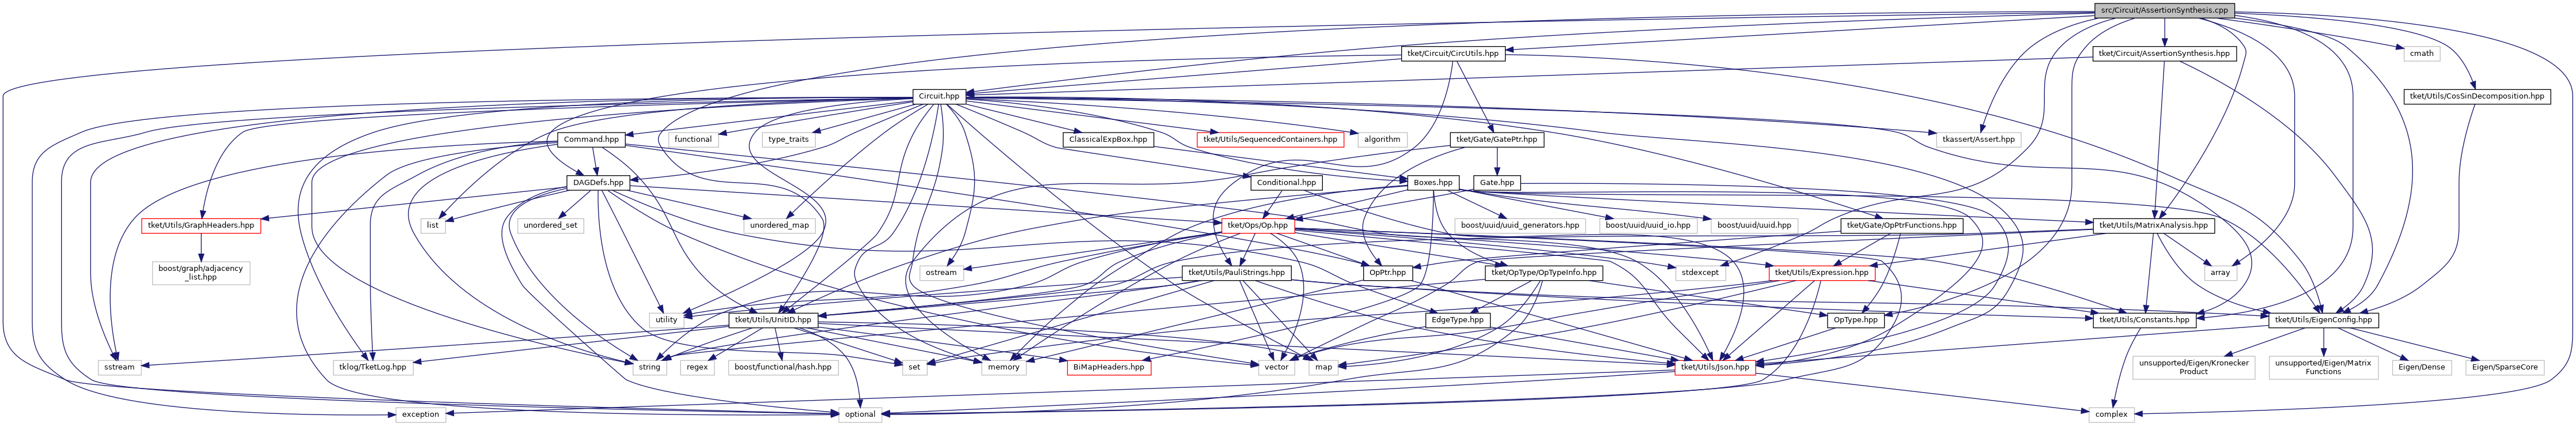 src/Circuit/AssertionSynthesis.cpp
tket/Circuit/CircUtils.hpp
tket/Circuit/AssertionSynthesis.hpp
cmath
Circuit.hpp
tket/Utils/CosSinDecomposition.hpp
Command.hpp
functional
type_traits
ClassicalExpBox.hpp
tket/Utils/SequencedContainers.hpp
algorithm
tket/Gate/GatePtr.hpp
tkassert/Assert.hpp
DAGDefs.hpp
Conditional.hpp
Boxes.hpp
Gate.hpp
tket/Utils/GraphHeaders.hpp
list
unordered_set
unordered_map
tket/Ops/Op.hpp
boost/uuid/uuid_generators.hpp
boost/uuid/uuid_io.hpp
boost/uuid/uuid.hpp
tket/Gate/OpPtrFunctions.hpp
tket/Utils/MatrixAnalysis.hpp
boost/graph/adjacency
_list.hpp
ostream
tket/Utils/PauliStrings.hpp
OpPtr.hpp
tket/OpType/OpTypeInfo.hpp
stdexcept
tket/Utils/Expression.hpp
array
utility
tket/Utils/UnitID.hpp
EdgeType.hpp
OpType.hpp
tket/Utils/Constants.hpp
tket/Utils/EigenConfig.hpp
sstream
tklog/TketLog.hpp
string
regex
boost/functional/hash.hpp
set
memory
BiMapHeaders.hpp
vector
map
tket/Utils/Json.hpp
unsupported/Eigen/Kronecker
Product
unsupported/Eigen/Matrix
Functions
Eigen/Dense
Eigen/SparseCore
exception
optional
complex